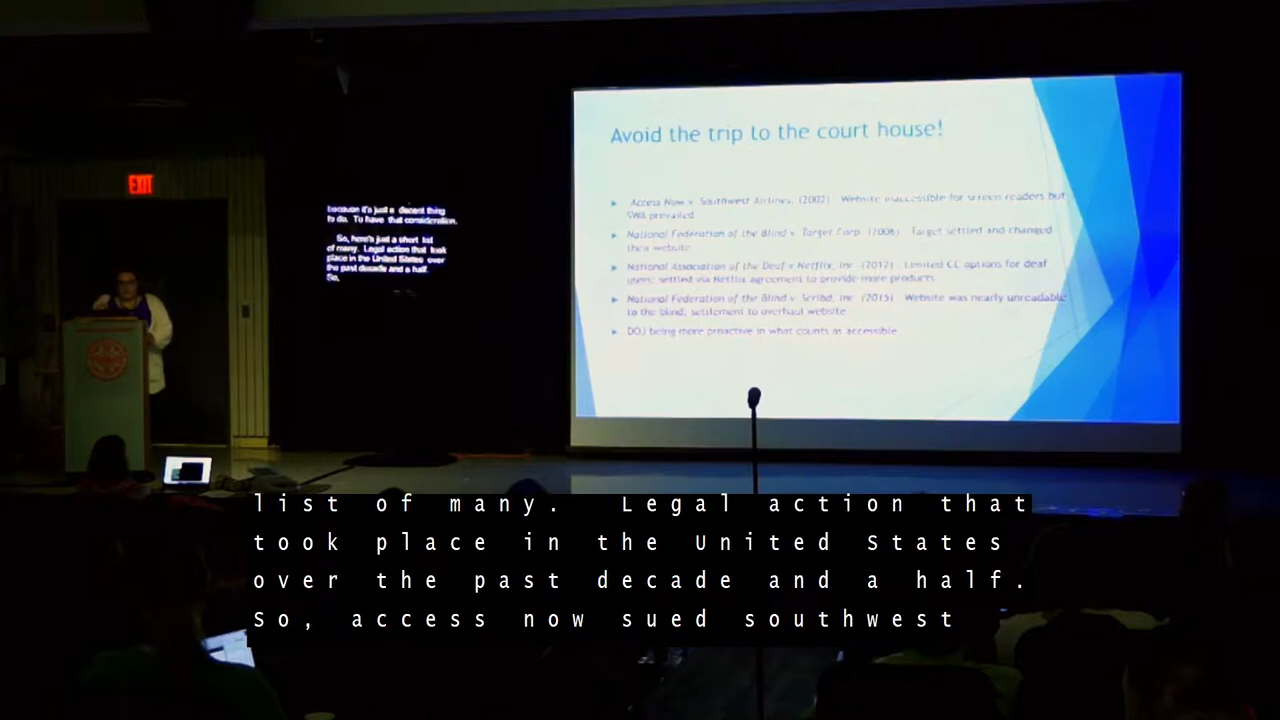 EXIT
because it's just a decent thing
to do. To have that consideration.
So, here's just a short list
of many. Legal action that took
place in the United States over
the past decade and a half.
So,
Avoid the trip to the court house!
Access Now v. Southwest Airlines, (2002) Website inaccessible for screen readers but
SWA prevailed
National Federation of the Blind v. Target Corp. (2006) Target settled and changed
their website
National Association of the Deaf v Netflix, Inc. (2012) Limited CC options for deaf
users; settled via Netflix agreement to provide more products
National Federation of the Blind v. Scribd, Inc. (2015) Website was nearly unreadable
to the blind; settlement to overhaul website
DOJ being more proactive in what counts as accessible
list of many. Legal action that
took place in the United States
over the past decade and a half.
So, access now sued southwest